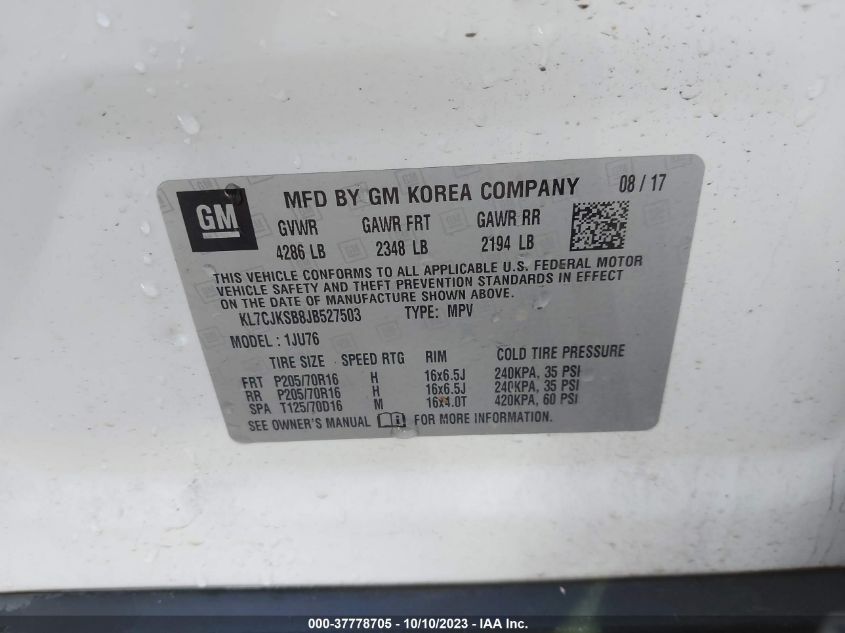 GM MFD BY GM KOREA COMPANY 08 / 17
GVWR GAWR FRT GAWR RR
4286 LB 2348 LB 2194 LB
THIS VEHICLE CONFORMS TO ALL APPLICABLE U.S. FEDERAL MOTOR
VEHICLE SAFETY AND THEFT PREVENTION STANDARDS IN EFFECT
ON THE DATE OF MANUFACTURE SHOWN ABOVE.
KL7CJKSB8JB527503 TYPE: MPV
MODEL : 1JU76
TIRE SIZE SPEED RTG RIM COLD TIRE PRESSURE
FRT P205/70R16 H 16x6.5J 240KPA, 35 PSI
RR P205/70R16 H 16x6.5J 240KPA, 35 PSI
SPA T125/70D16 M 16x4.0T 420KPA, 60 PSI
SEE OWNER'S MANUAL FOR MORE INFORMATION.
000-37778705 - 10/10/2023 - IAA Inc.